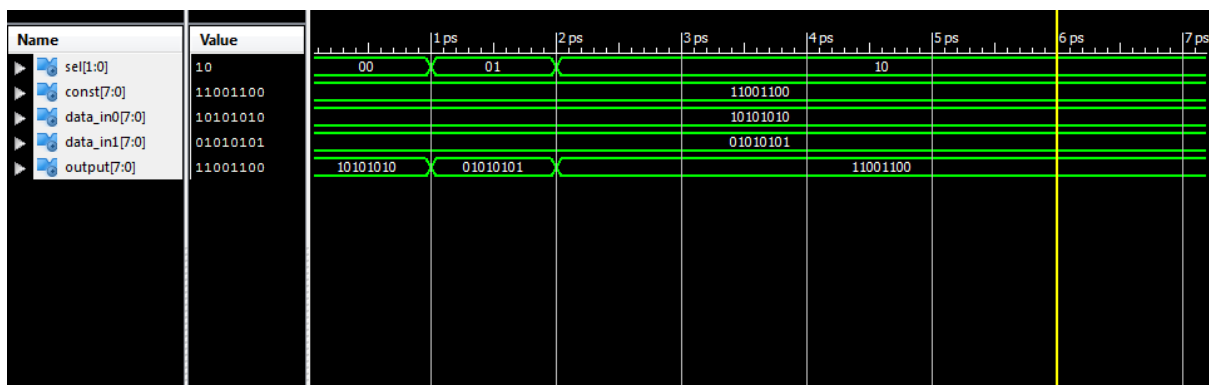 Name Value 1 ps 2 ps 3 ps 4 ps 5 ps 6 ps 7 ps
sel[1:0] 10 00 01 10
const[7:0] 11001100 11001100
data_in0[7:0] 10101010 10101010
data_in1[7:0] 01010101 01010101
output[7:0] 11001100 10101010 01010101 11001100